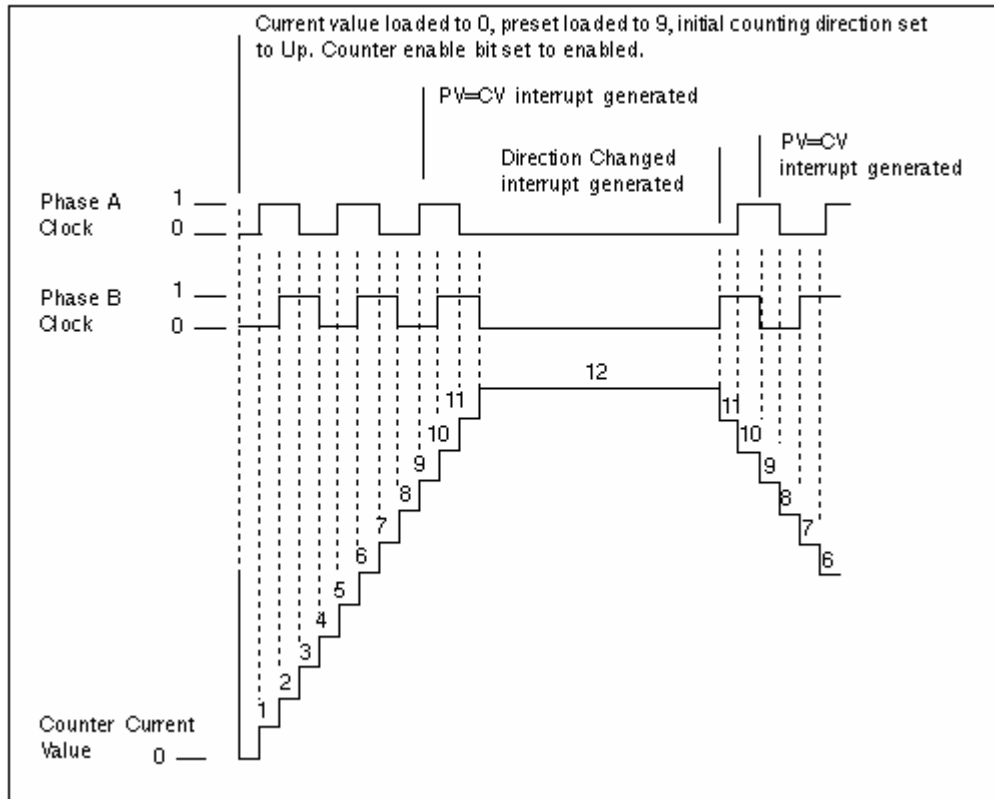 Current value loaded to 0, preset loaded to 9, initial counting direction set
to Up. Counter enable bit set to enabled.
PV=CV interrupt generated
Direction Changed
interrupt generated
PV=CV
interrupt generated
Phase A 1
Clock 0
Phase B 1
Clock 0
12
11
10
9
8
7
6
5
4
3
2
1
11
10
9
8
7
6
Counter Current
Value 0